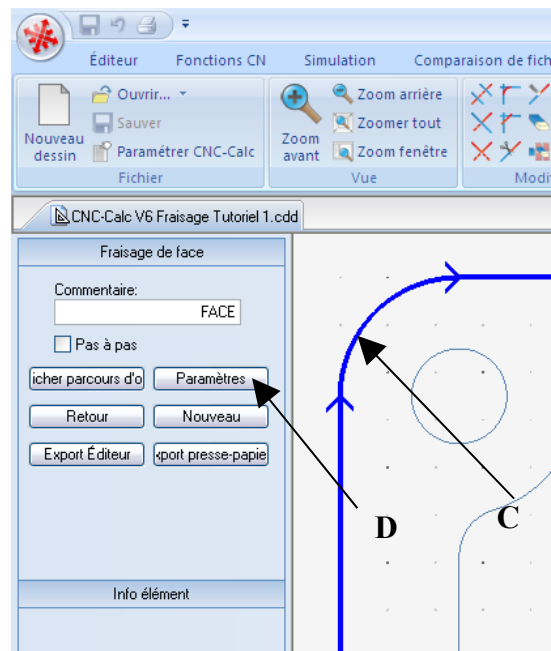 Éditeur Fonctions CN Simulation Comparaison de fich
Nouveau dessin
Ouvrir...
Sauver
Paramétrer CNC-Calc
Fichier
Zoom avant
Zoom arrière
Zoomer tout
Zoom fenêtre
Vue
Modi
CNC-Calc V6 Fraisage Tutoriel 1.cdd
Fraisage de face
Commentaire:
FACE
Pas à pas
icher parcours d'o Paramètres
Retour Nouveau
Export Éditeur xport presse-papie
D
C
Info élément